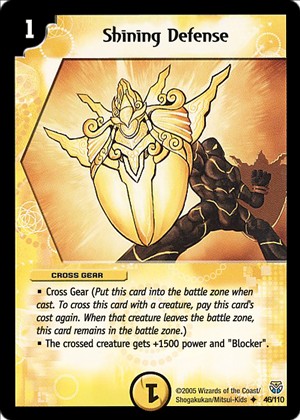 1
Shining Defense
CROSS GEAR
▪ Cross Gear (Put this card into the battle zone when
cast. To cross this card with a creature, pay this card's
cost again. When that creature leaves the battle zone,
this card remains in the battle zone.)
▪ The crossed creature gets +1500 power and "Blocker".
1
©2005 Wizards of the Coast/
Shogakukan/Mitsui-Kids ✦ 46/110